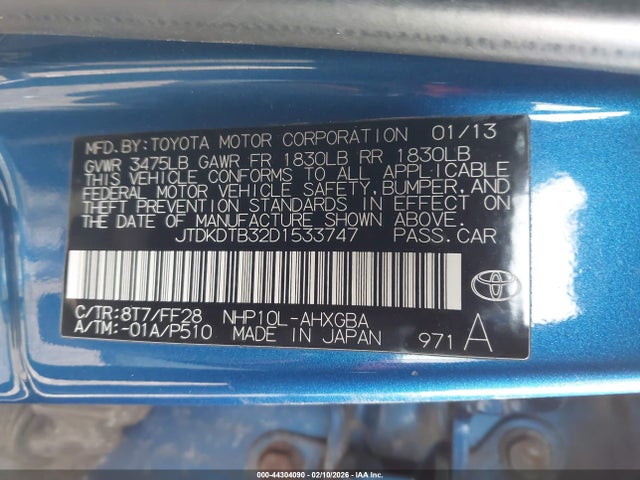 MFD.BY:TOYOTA MOTOR CORPORATION 01/13
GVWR 3475LB GAWR FR 1830LB RR 1830LB
THIS VEHICLE CONFORMS TO ALL APPLICABLE
FEDERAL MOTOR VEHICLE SAFETY, BUMPER, AND
THEFT PREVENTION STANDARDS IN EFFECT ON
THE DATE OF MANUFACTURE SHOWN ABOVE.
JTDKDTB32D1533747 PASS.CAR
C/TR:8T7/FF28 NHP10L-AHXGBA
A/TM:-01A/P510 MADE IN JAPAN 971 A
TOYOTA
000-44304090 - 02/10/2026 - IAA Inc.